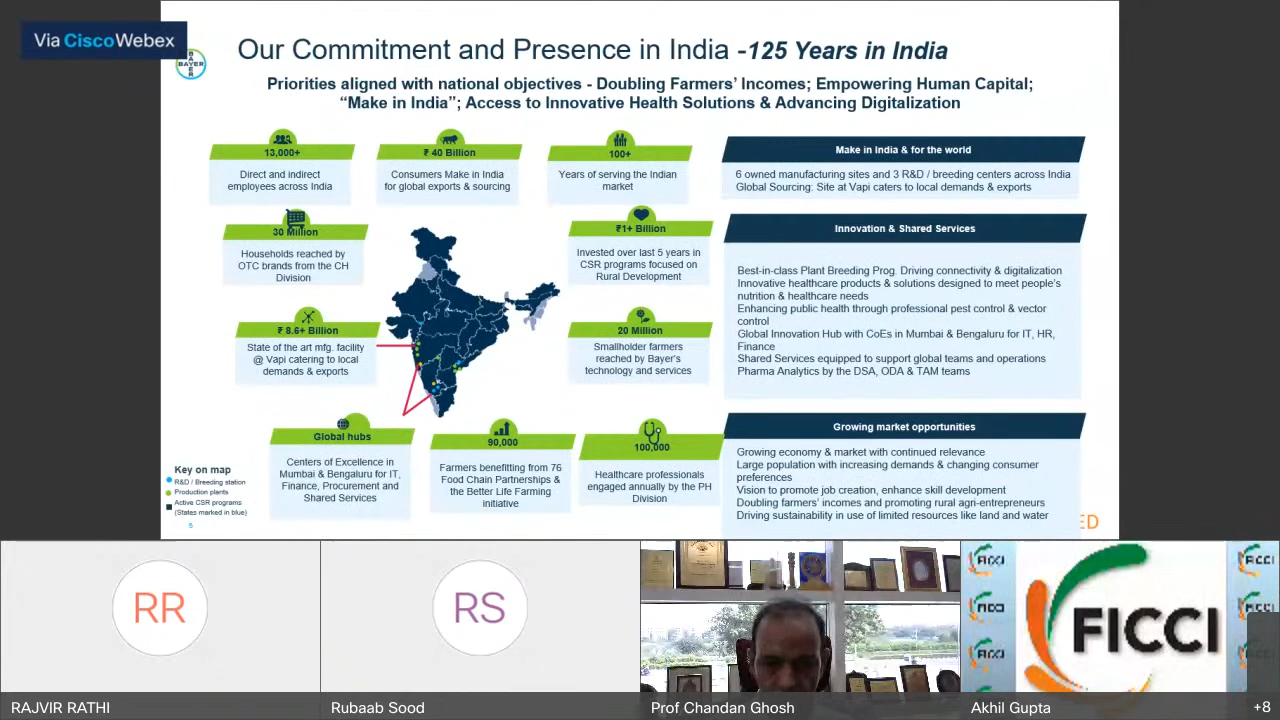 Via Cisco Webex
BAYER
BAYER
Our Commitment and Presence in India -125 Years in India
Priorities aligned with national objectives - Doubling Farmers' Incomes; Empowering Human Capital;
“Make in India”; Access to Innovative Health Solutions & Advancing Digitalization
13,000+
Direct and indirect
employees across India
₹ 40 Billion
Consumers Make in India
for global exports & sourcing
100+
Years of serving the Indian
market
Make in India & for the world
6 owned manufacturing sites and 3 R&D / breeding centers across India
Global Sourcing: Site at Vapi caters to local demands & exports
30 Million
Households reached by
OTC brands from the CH
Division
₹1+ Billion
Invested over last 5 years in
CSR programs focused on
Rural Development
Innovation & Shared Services
Best-in-class Plant Breeding Prog. Driving connectivity & digitalization
Innovative healthcare products & solutions designed to meet people's
nutrition & healthcare needs
Enhancing public health through professional pest control & vector
control
Global Innovation Hub with CoEs in Mumbai & Bengaluru for IT, HR,
Finance
Shared Services equipped to support global teams and operations
Pharma Analytics by the DSA, ODA & TAM teams
₹ 8.6+ Billion
State of the art mfg. facility
@ Vapi catering to local
demands & exports
20 Million
Smallholder farmers
reached by Bayer's
technology and services
Global hubs
Centers of Excellence in
Mumbai & Bengaluru for IT,
Finance, Procurement and
Shared Services
90,000
Farmers benefitting from 76
Food Chain Partnerships &
the Better Life Farming
initiative
100,000
Healthcare professionals
engaged annually by the PH
Division
Growing market opportunities
Growing economy & market with continued relevance
Large population with increasing demands & changing consumer
preferences
Vision to promote job creation, enhance skill development
Doubling farmers' incomes and promoting rural agri-entrepreneurs
Driving sustainability in use of limited resources like land and water
Key on map
R&D / Breeding station
Production plants
Active CSR programs
(States marked in blue)
5
ED
RR
RS
FICCI
FICCI
FICCI
FICCI
FICCI
FICCI
RAJVIR RATHI
Rubaab Sood
Prof Chandan Ghosh
Akhil Gupta
+8